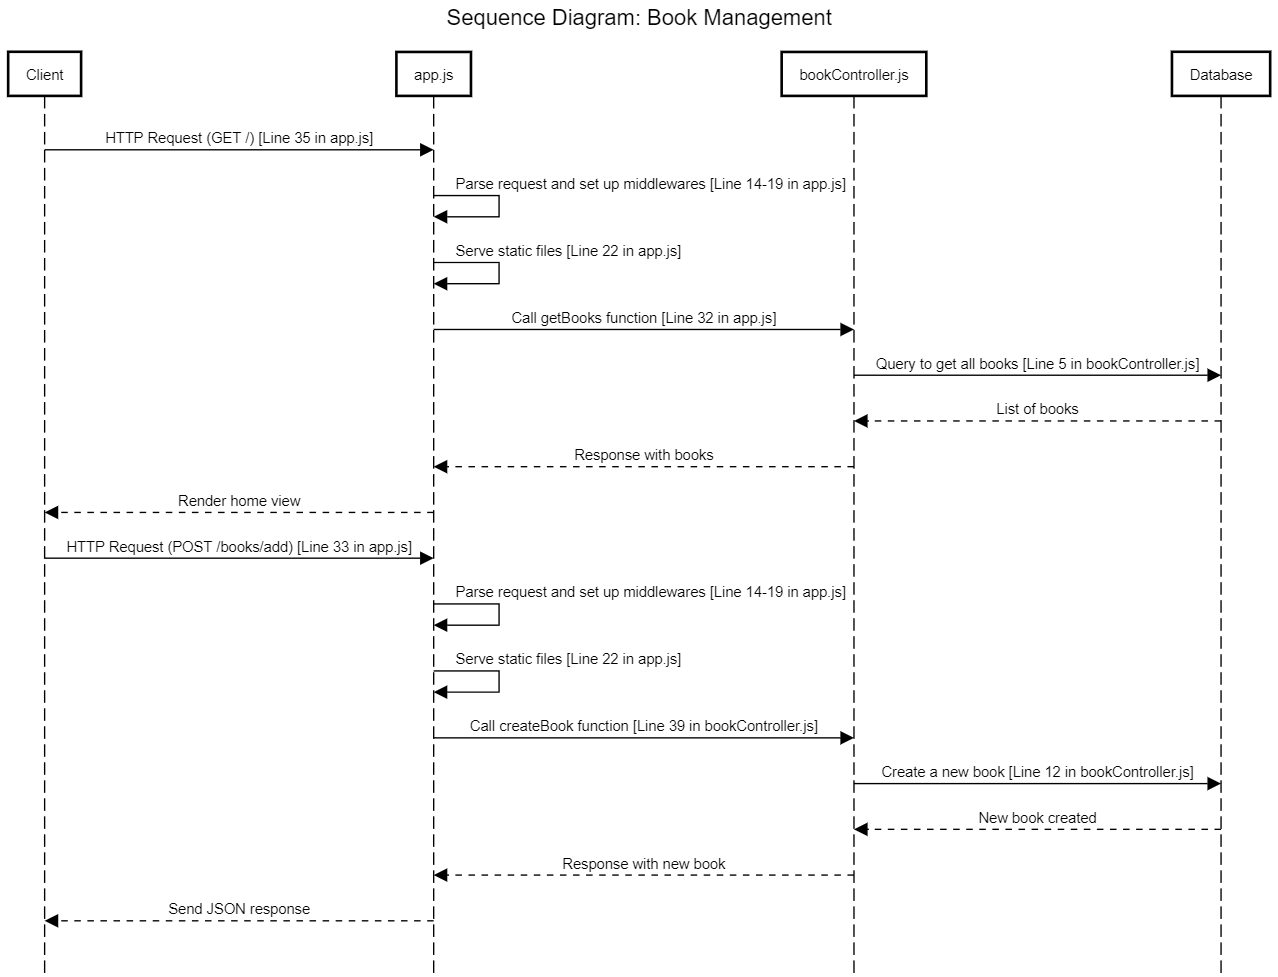 Sequence Diagram: Book Management
Client
app.js
bookController.js
Database
HTTP Request (GET /) [Line 35 in app.js]
Parse request and set up middlewares [Line 14-19 in app.js]
Serve static files [Line 22 in app.js]
Call getBooks function [Line 32 in app.js]
Query to get all books [Line 5 in bookController.js]
List of books
Response with books
Render home view
HTTP Request (POST /books/add) [Line 33 in app.js]
Parse request and set up middlewares [Line 14-19 in app.js]
Serve static files [Line 22 in app.js]
Call createBook function [Line 39 in bookController.js]
Create a new book [Line 12 in bookController.js]
New book created
Response with new book
Send JSON response